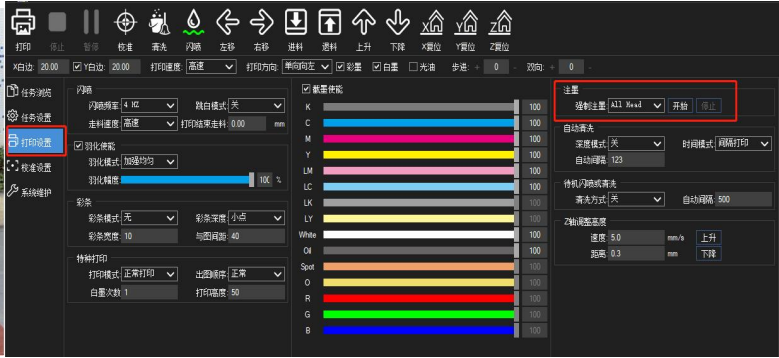 打印 停止 暂停 校准 清洗 闪喷 左移 右移 进料 退料 上升 下降 X复位 Y复位 Z复位
X白边: 20.00 Y白边: 20.00 打印速度: 高速 打印方向: 单向向左 彩墨 白墨 光油 步进: + 0 - 双向: + 0 -
任务浏览
任务设置
打印设置
校准设置
系统维护
闪喷
闪喷频率 4 HZ 跳白模式 关
走料速度 高速 打印结束走料 0.00 mm
羽化使能
羽化模式 加强均匀
羽化幅度 100 %
彩条
彩条模式 无 彩条深度 小点
彩条宽度 10 与图间距 40
特种打印
打印模式 正常打印 出图顺序 正常
白墨次数 1 打印高度 50
截墨使能
K 100
C 100
M 100
Y 100
LM 100
LC 100
LK 100
LY 100
White 100
Oil 100
Spot 100
O 100
R 100
G 100
B 100
注墨
强制注墨 All Head 开始 停止
自动清洗
深度模式 关 时间模式 间隔打印
自动间隔 123
待机闪喷或清洗
清洗方式 关 自动间隔 500
Z轴调整高度
速度 5.0 mm/s 上升
距离 0.3 mm 下降